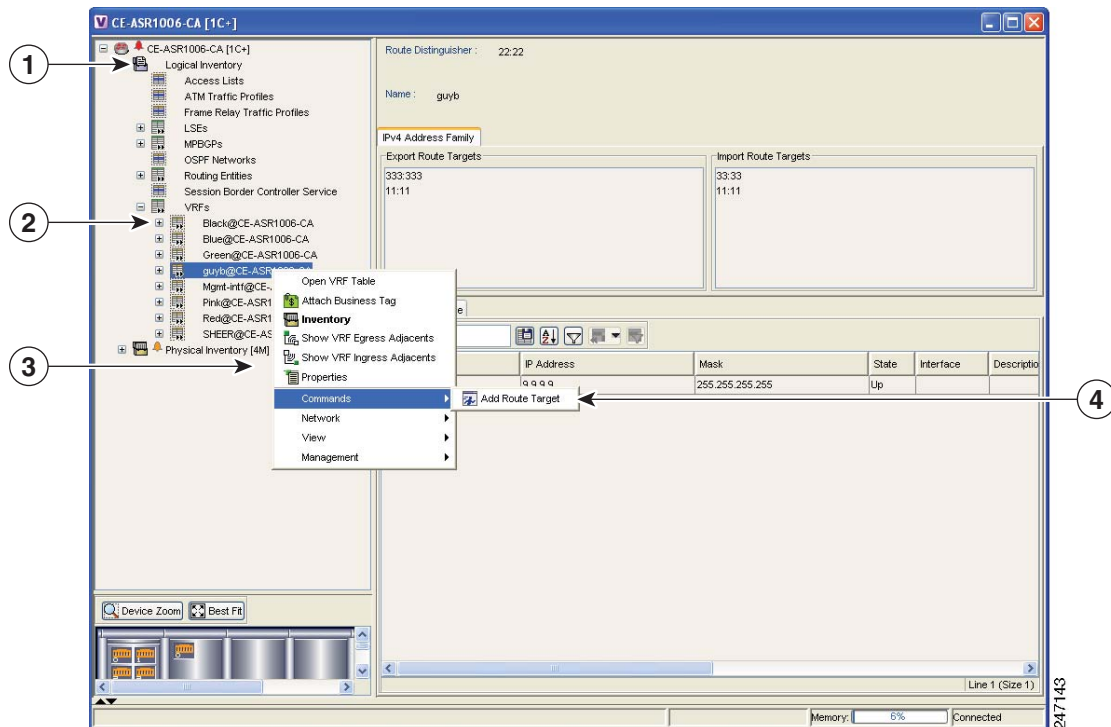 CE-ASR1006-CA [1C+]
CE-ASR1006-CA [1C+]
1
Logical Inventory
Access Lists
ATM Traffic Profiles
Frame Relay Traffic Profiles
LSEs
MPBGPs
OSPF Networks
Routing Entities
Session Border Controller Service
VRFs
2
Black@CE-ASR1006-CA
Blue@CE-ASR1006-CA
Green@CE-ASR1006-CA
guyb@CE-ASR1006-CA
Mgmt-intf@CE-
Pink@CE-ASR1
Red@CE-ASR1
SHEER@CE-AS
Physical Inventory [4M]
3
Route Distinguisher : 22:22
Name : guyb
IPv4 Address Family
Export Route Targets
333:333
11:11
Import Route Targets
33:33
11:11
Open VRF Table
Attach Business Tag
Inventory
Show VRF Egress Adjacents
Show VRF Ingress Adjacents
Properties
Commands
Network
View
Management
Add Route Target
4
e
IP Address Mask State Interface Descriptio
9.9.9.9 255.255.255.255 Up
Device Zoom Best Fit
Line 1 (Size 1)
Memory: 6% Connected
247143